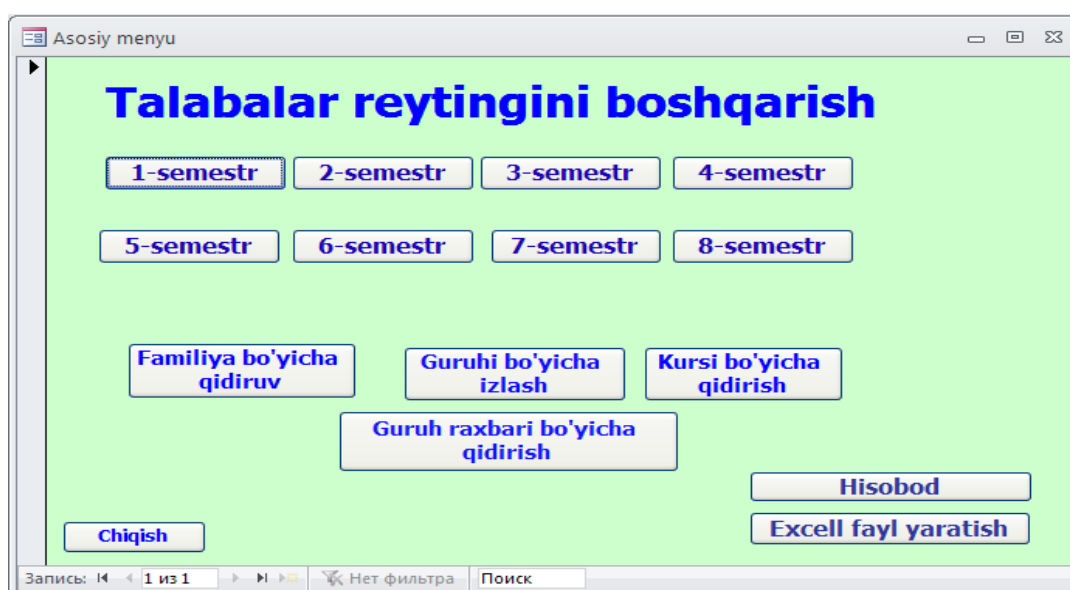 Asosiy menyu
Talabalar reytingini boshqarish
1-semestr 2-semestr 3-semestr 4-semestr
5-semestr 6-semestr 7-semestr 8-semestr
Familiya bo'yicha
qidiruv
Guruhi bo'yicha
izlash
Kursi bo'yicha
qidirish
Guruh raxbari bo'yicha
qidirish
Hisobod
Excell fayl yaratish
Chiqish
Запись: 1 из 1 Нет фильтра Поиск